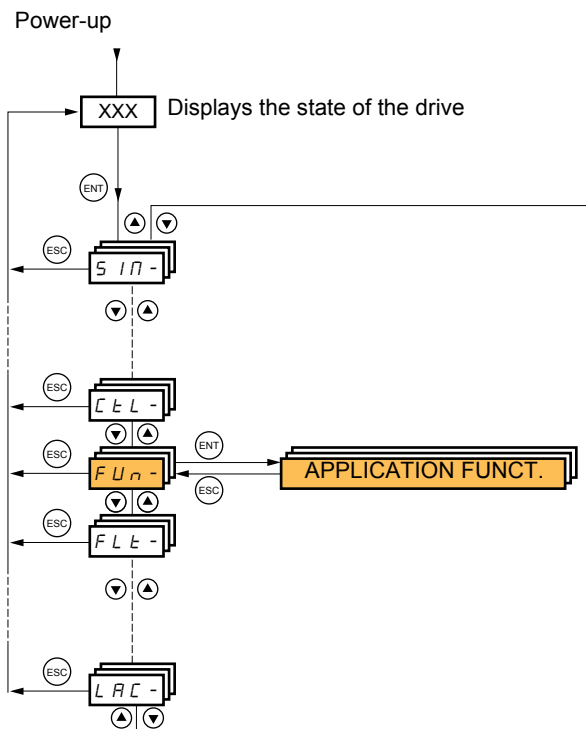 Power-up
XXX Displays the state of the drive
ENT
ESC
SIM-
ESC
CtL-
ESC
ENT
FUn-
APPLICATION FUNCT.
ESC
ESC
FLt-
ESC
LAC-